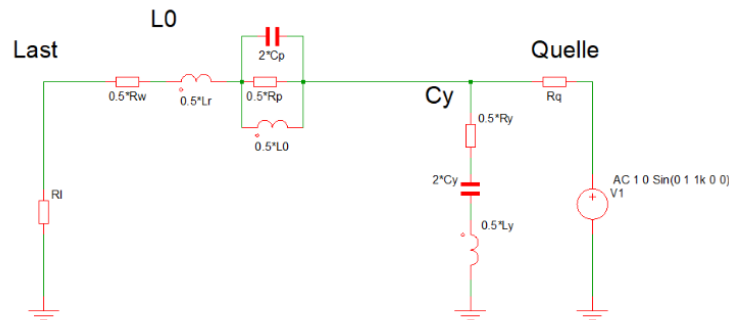 L0
Last
Quelle
2*Cp
Cy
0.5*Rw
0.5*Lr
0.5*Rp
Rq
0.5*Ry
0.5*L0
2*Cy
AC 1 0 Sin(0 1 1k 0 0)
V1
Rl
0.5*Ly